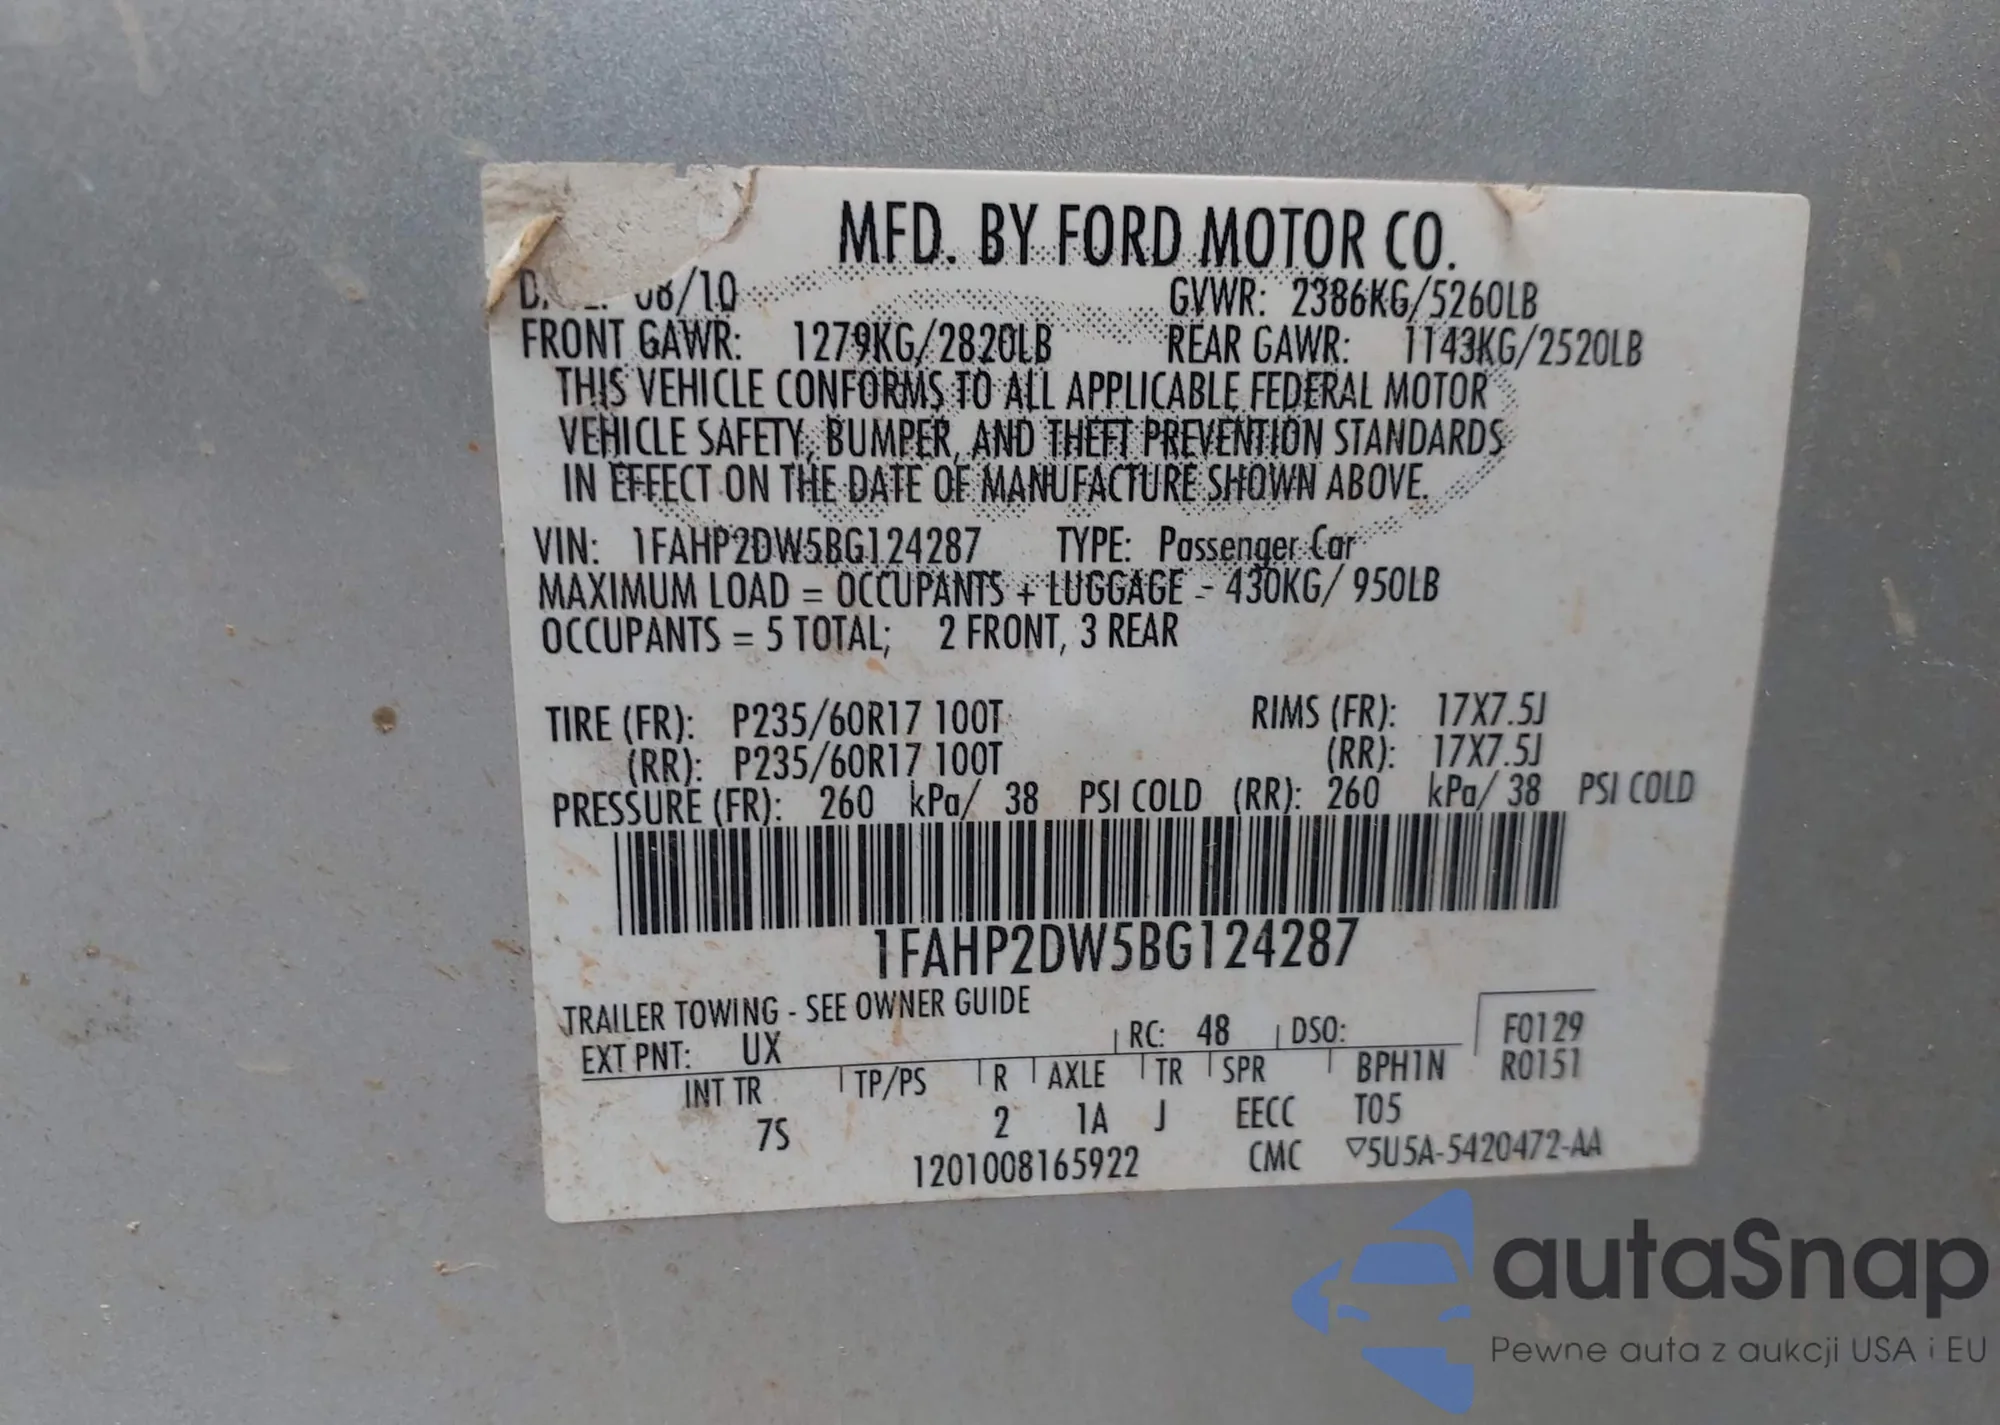 MFD. BY FORD MOTOR CO.
08/10 GVWR: 2386KG/5260LB
FRONT GAWR: 1279KG/2820LB REAR GAWR: 1143KG/2520LB
THIS VEHICLE CONFORMS TO ALL APPLICABLE FEDERAL MOTOR
VEHICLE SAFETY, BUMPER, AND THEFT PREVENTION STANDARDS
IN EFFECT ON THE DATE OF MANUFACTURE SHOWN ABOVE.
VIN: 1FAHP2DW5BG124287 TYPE: Passenger Car
MAXIMUM LOAD = OCCUPANTS + LUGGAGE - 430KG/ 950LB
OCCUPANTS = 5 TOTAL; 2 FRONT, 3 REAR
TIRE (FR): P235/60R17 100T RIMS (FR): 17X7.5J
(RR): P235/60R17 100T (RR): 17X7.5J
PRESSURE (FR): 260 kPa/ 38 PSI COLD (RR): 260 kPa/ 38 PSI COLD
1FAHP2DW5BG124287
TRAILER TOWING - SEE OWNER GUIDE
EXT PNT: UX RC: 48 DSO: F0129
INT TR TP/PS R AXLE TR SPR BPH1N R0151
7S 2 1A J EECC T05
1201008165922 CMC ▽5U5A-5420472-AA
autaSnap
Pewne auta z aukcji USA i EU